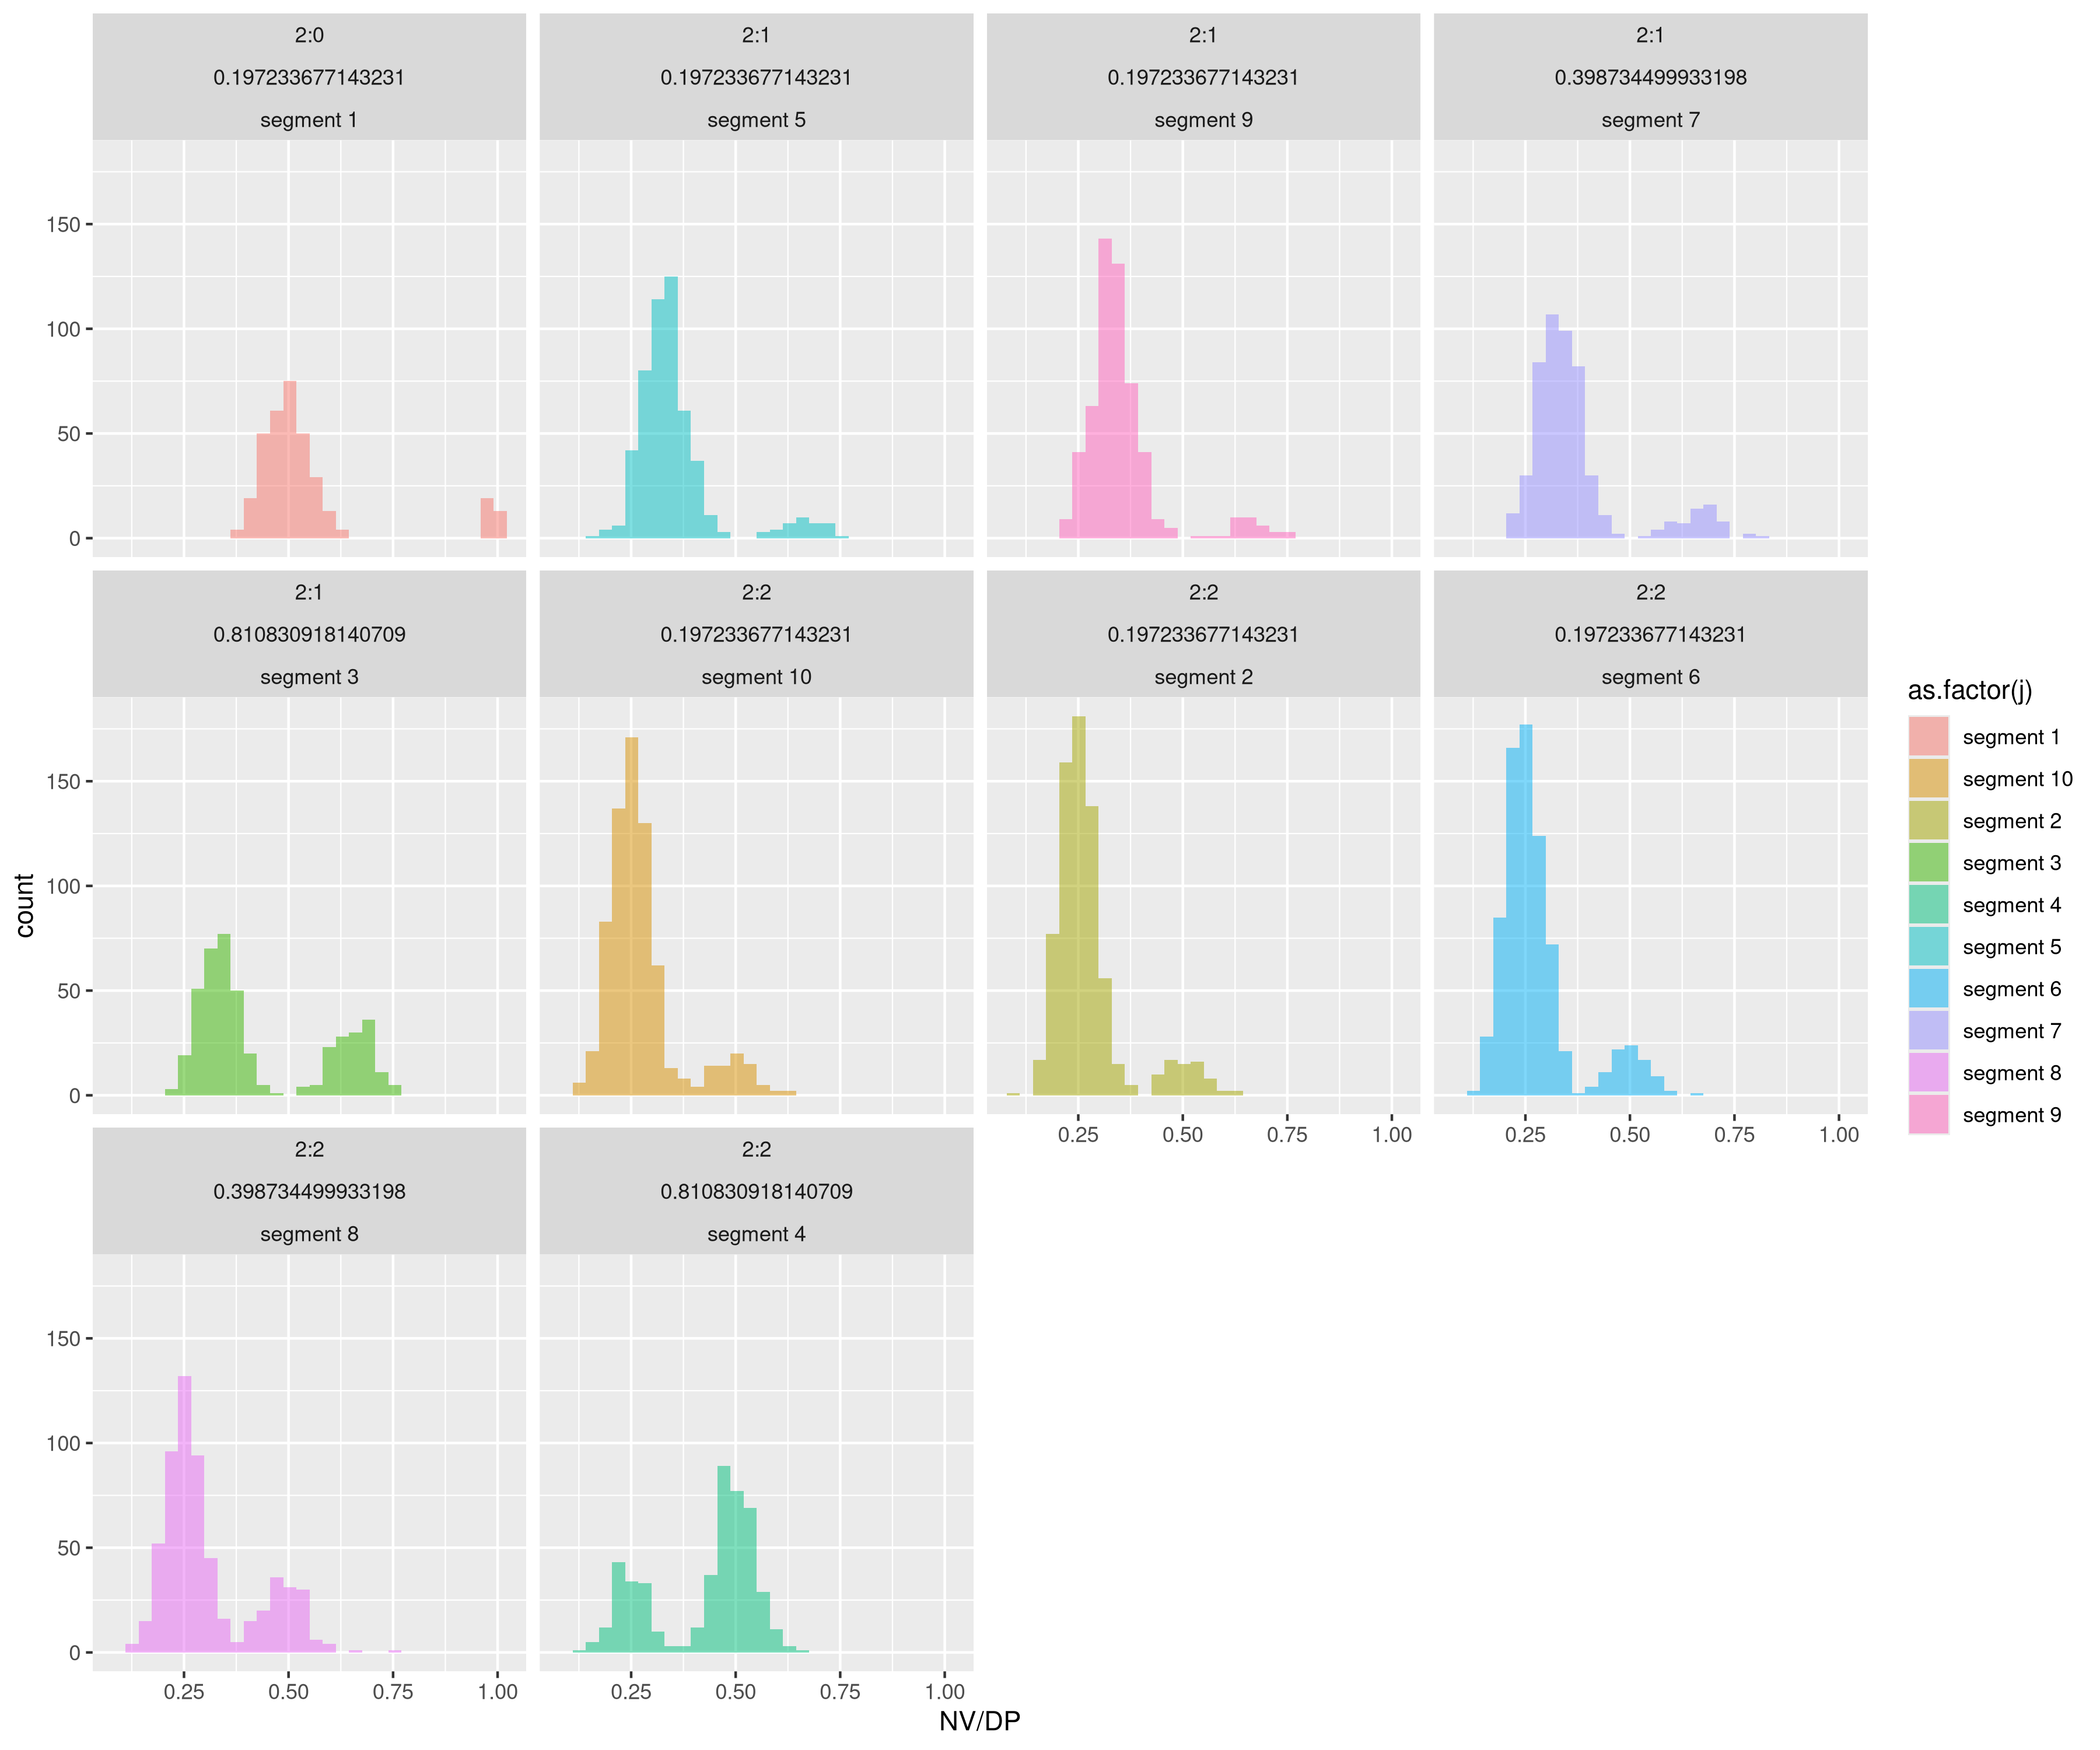 2:0
0.197233677143231
segment 1
2:1
0.197233677143231
segment 5
2:1
0.197233677143231
segment 9
2:1
0.398734499933198
segment 7
150
100
50
0
2:1
0.810830918140709
segment 3
2:2
0.197233677143231
segment 10
2:2
0.197233677143231
segment 2
2:2
0.197233677143231
segment 6
150
100
50
0
0.25 0.50 0.75 1.00
0.25 0.50 0.75 1.00
2:2
0.398734499933198
segment 8
2:2
0.810830918140709
segment 4
150
100
50
0
0.25 0.50 0.75 1.00
0.25 0.50 0.75 1.00
NV/DP
count
as.factor(j)
segment 1
segment 10
segment 2
segment 3
segment 4
segment 5
segment 6
segment 7
segment 8
segment 9